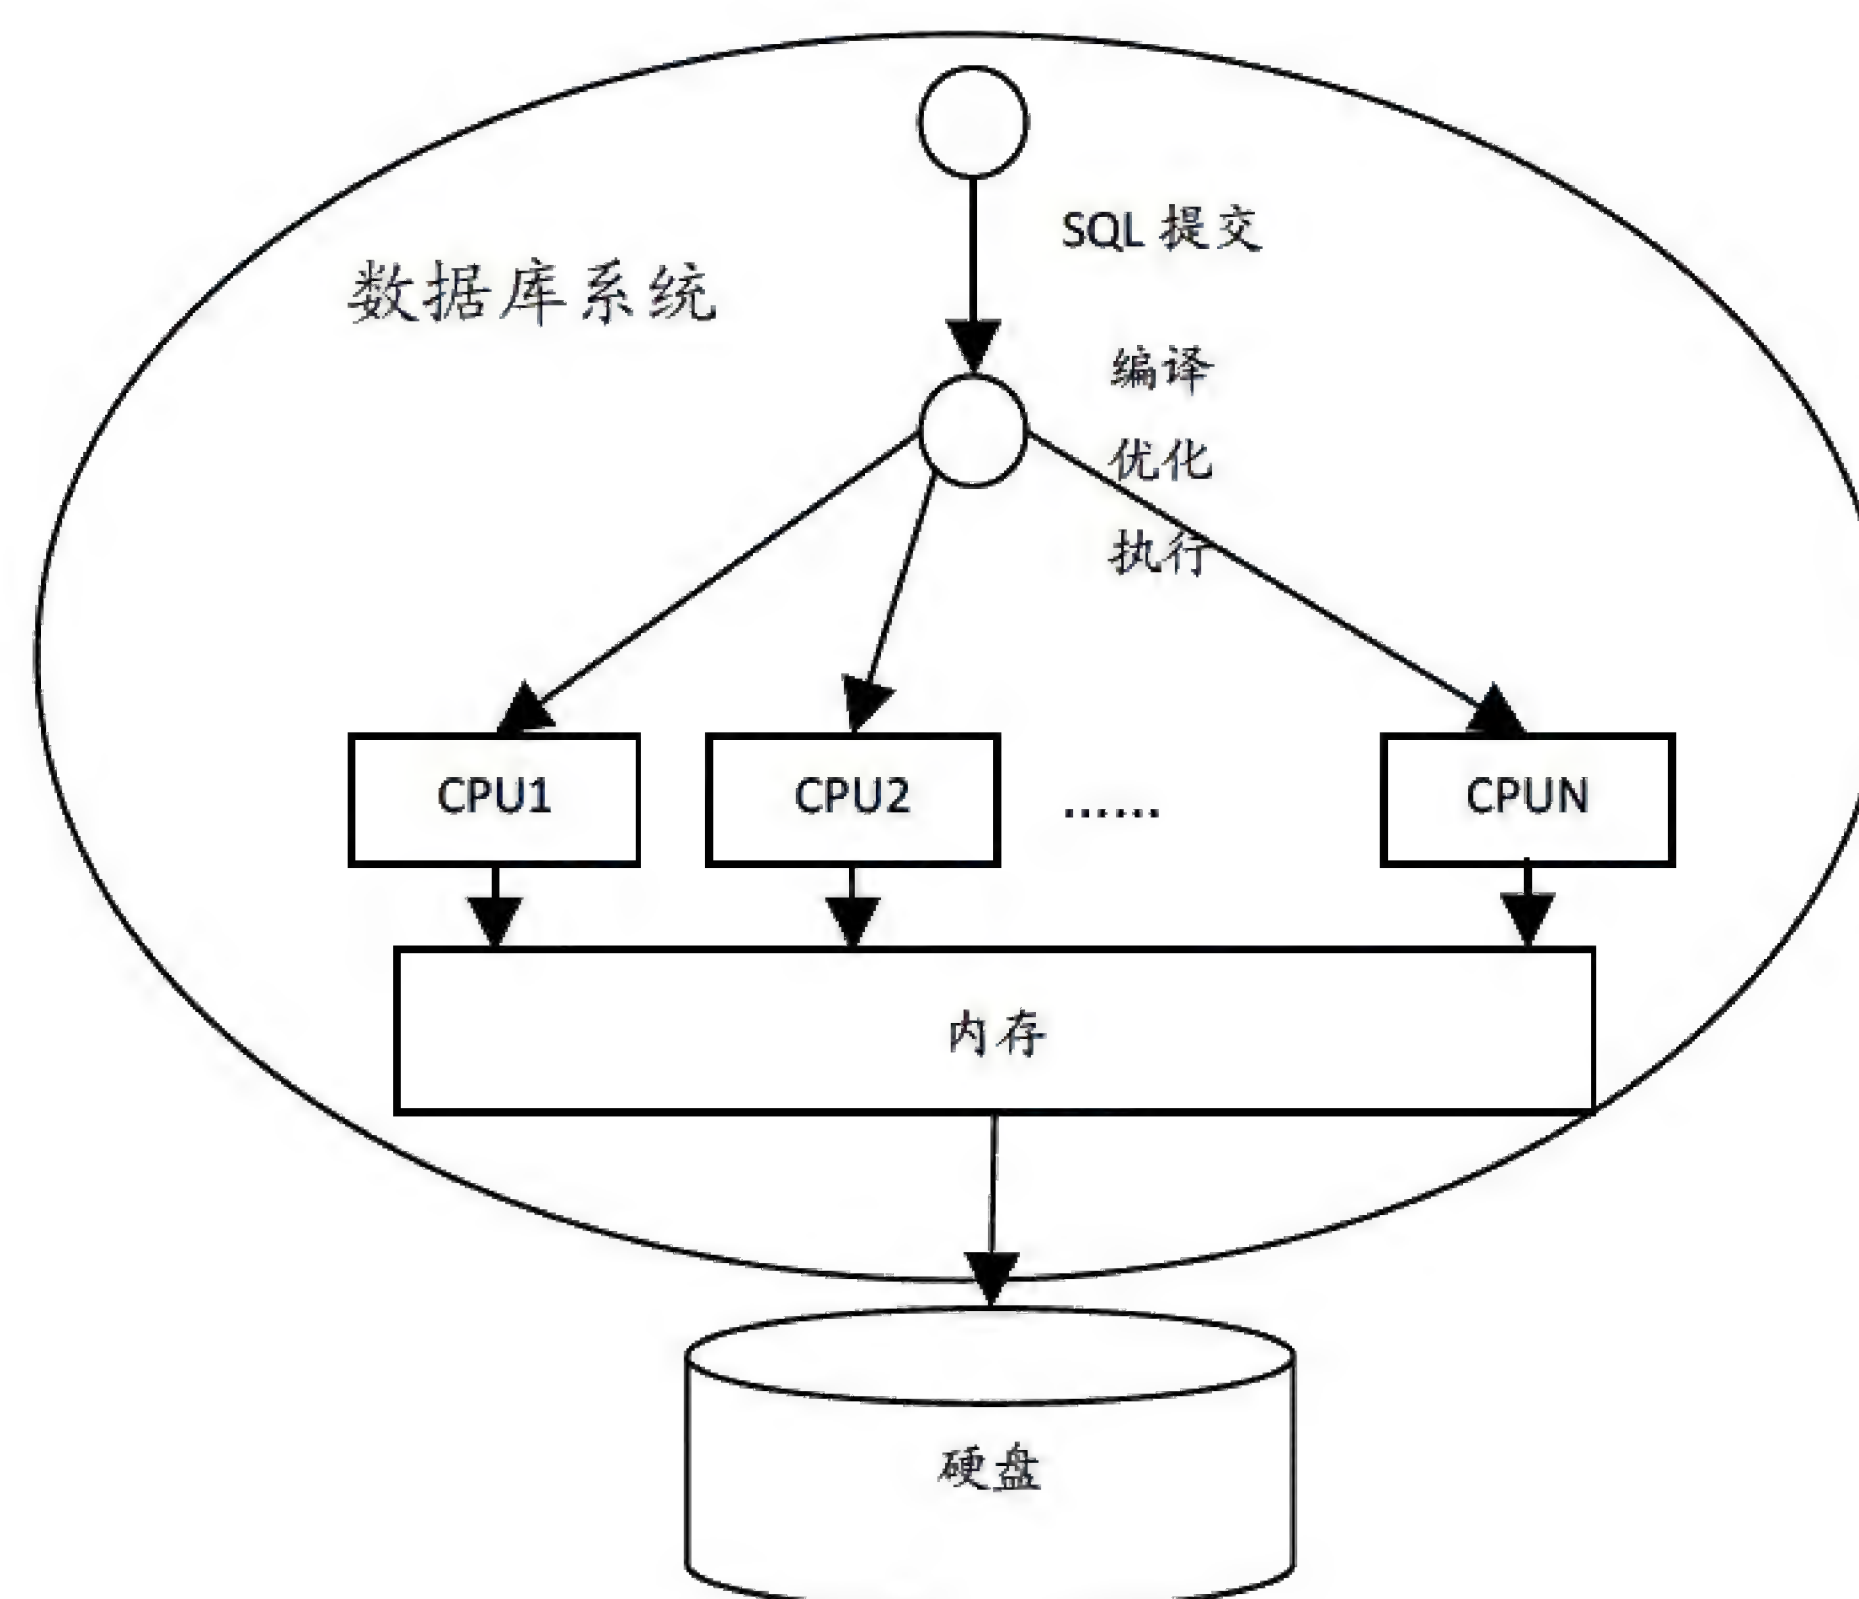 SQL 提交
数据库系统
编译
优化
执行
CPU1
CPU2
......
CPUN
内存
硬盘